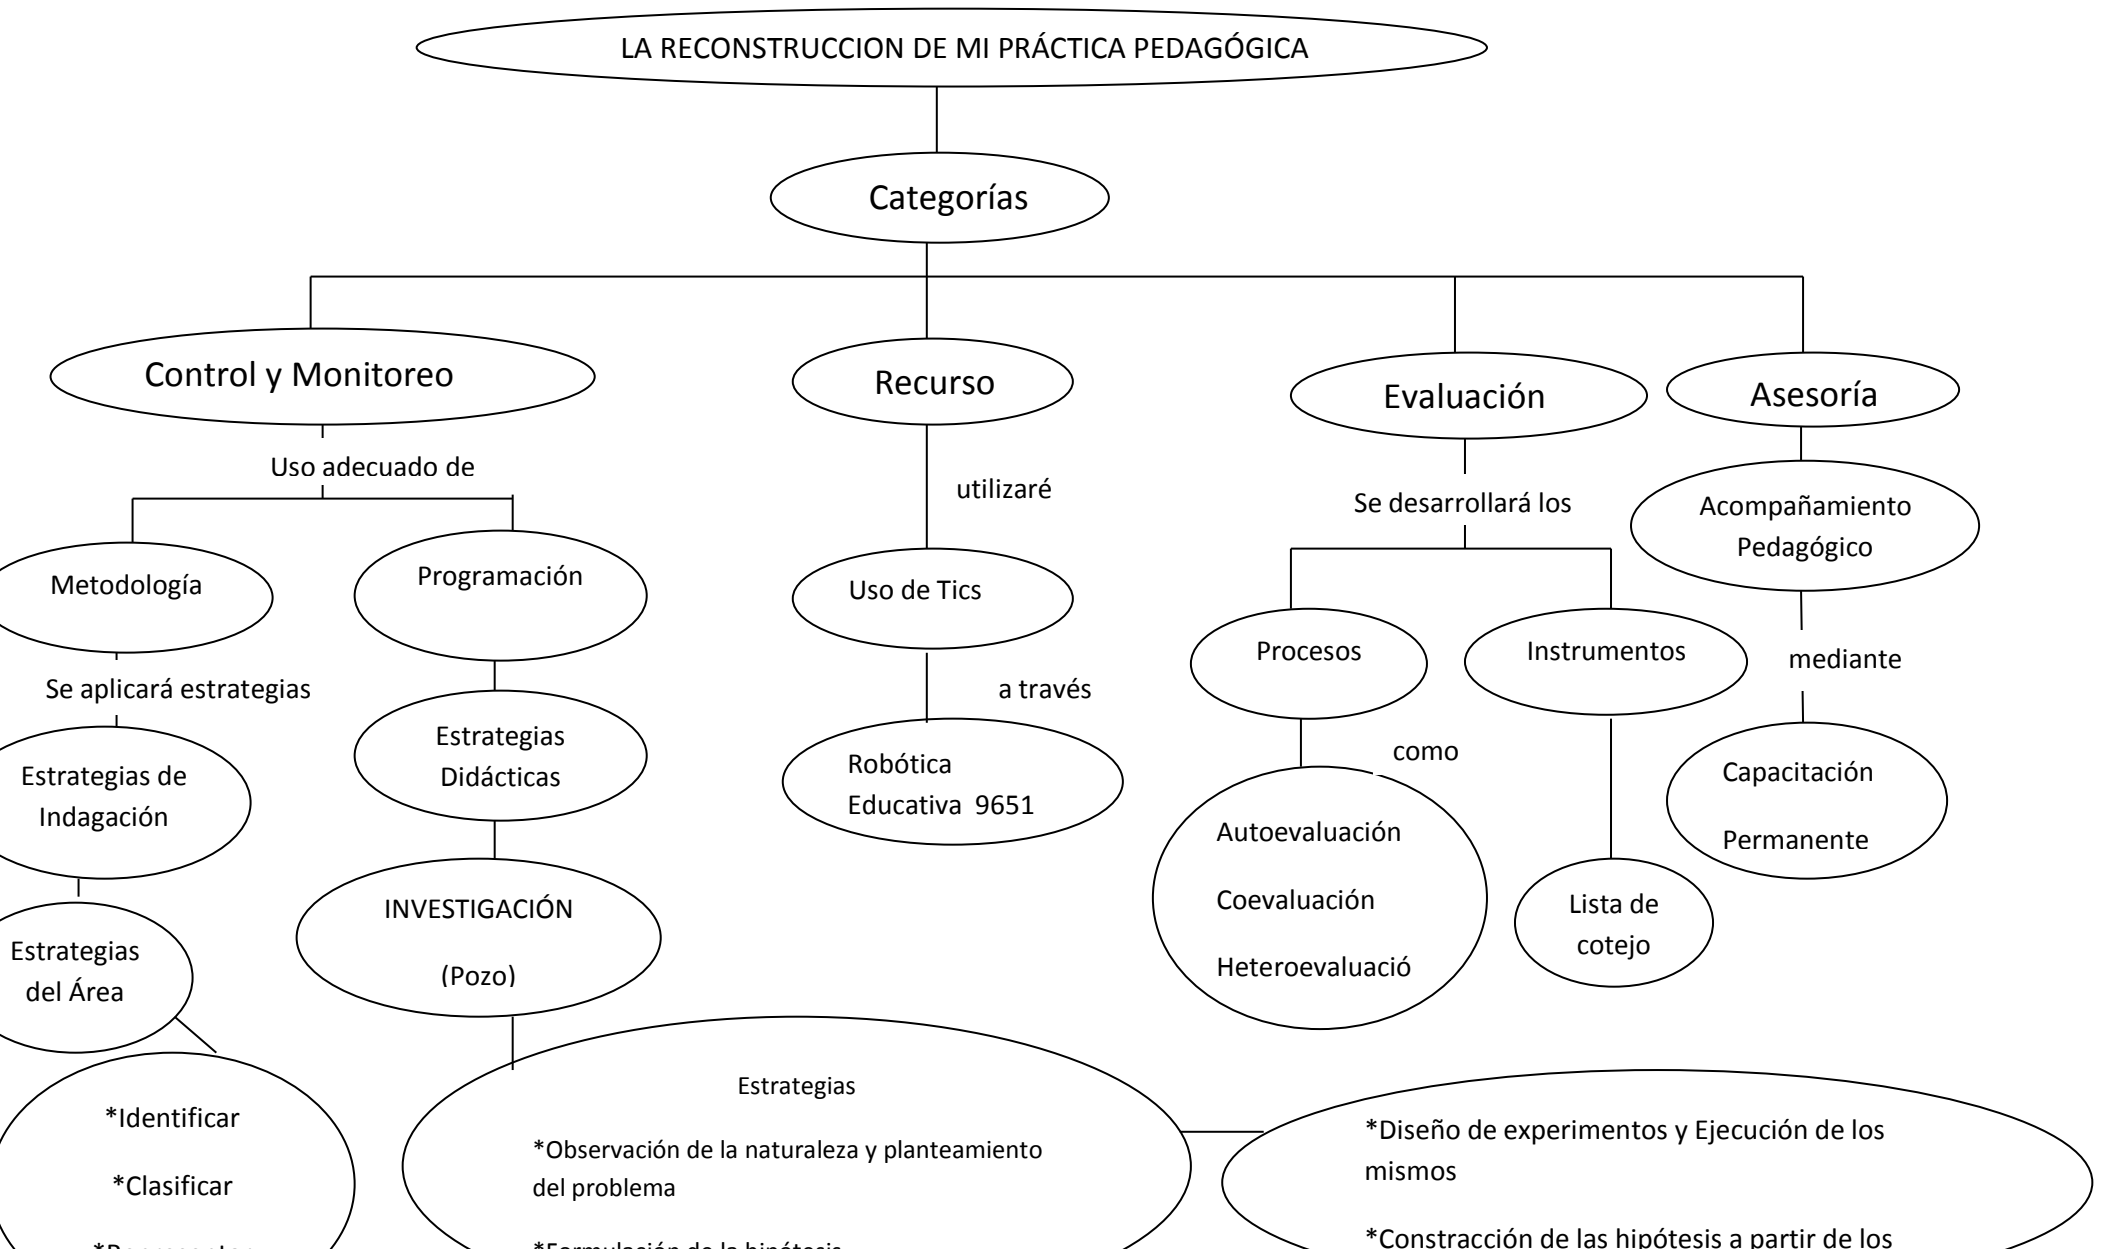 LA RECONSTRUCCION DE MI PRÁCTICA PEDAGÓGICA
Categorías
Control y Monitoreo
Recurso
Evaluación
Asesoría
Uso adecuado de
utilizaré
Se desarrollará los
Acompañamiento
Pedagógico
Metodología
Programación
Uso de Tics
Procesos
Instrumentos
mediante
Se aplicará estrategias
a través
Estrategias
Didácticas
como
Estrategias de
Indagación
Robótica
Educativa 9651
Capacitación
Permanente
Autoevaluación
Coevaluación
Heteroevaluació
Lista de
cotejo
INVESTIGACIÓN
(Pozo)
Estrategias
del Área
*Identificar
*Clasificar
Estrategias
*Observación de la naturaleza y planteamiento
del problema
*Formulación de la hipótesis
*Diseño de experimentos y Ejecución de los
mismos
*Constracción de las hipótesis a partir de los